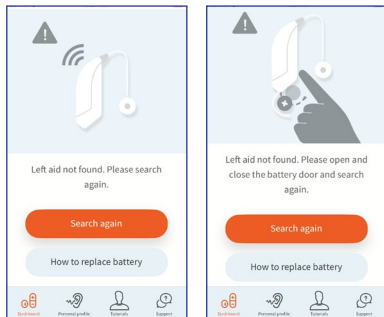 Left aid not found. Please search
again.
Search again
How to replace battery
Dashboard
Personal profile
Tutorials
Support
Left aid not found. Please open and
close the battery door and search
again.
Search again
How to replace battery
Dashboard
Personal profile
Tutorials
Support